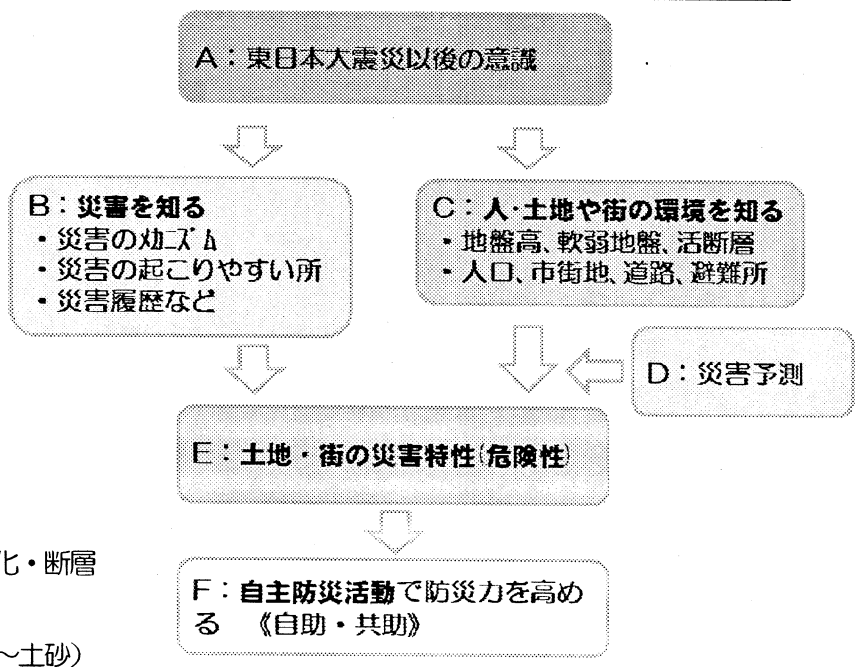 A：東日本大震災以後の意識
B：災害を知る
・災害のﾒｶﾆｽﾞﾑ
・災害の起こりやすい所
・災害履歴など
C：人・土地や街の環境を知る
・地盤高、軟弱地盤、活断層
・人口、市街地、道路、避難所
D：災害予測
E：土地・街の災害特性(危険性)
化・断層
F：自主防災活動で防災力を高め
る　《自助・共助》
～土砂）